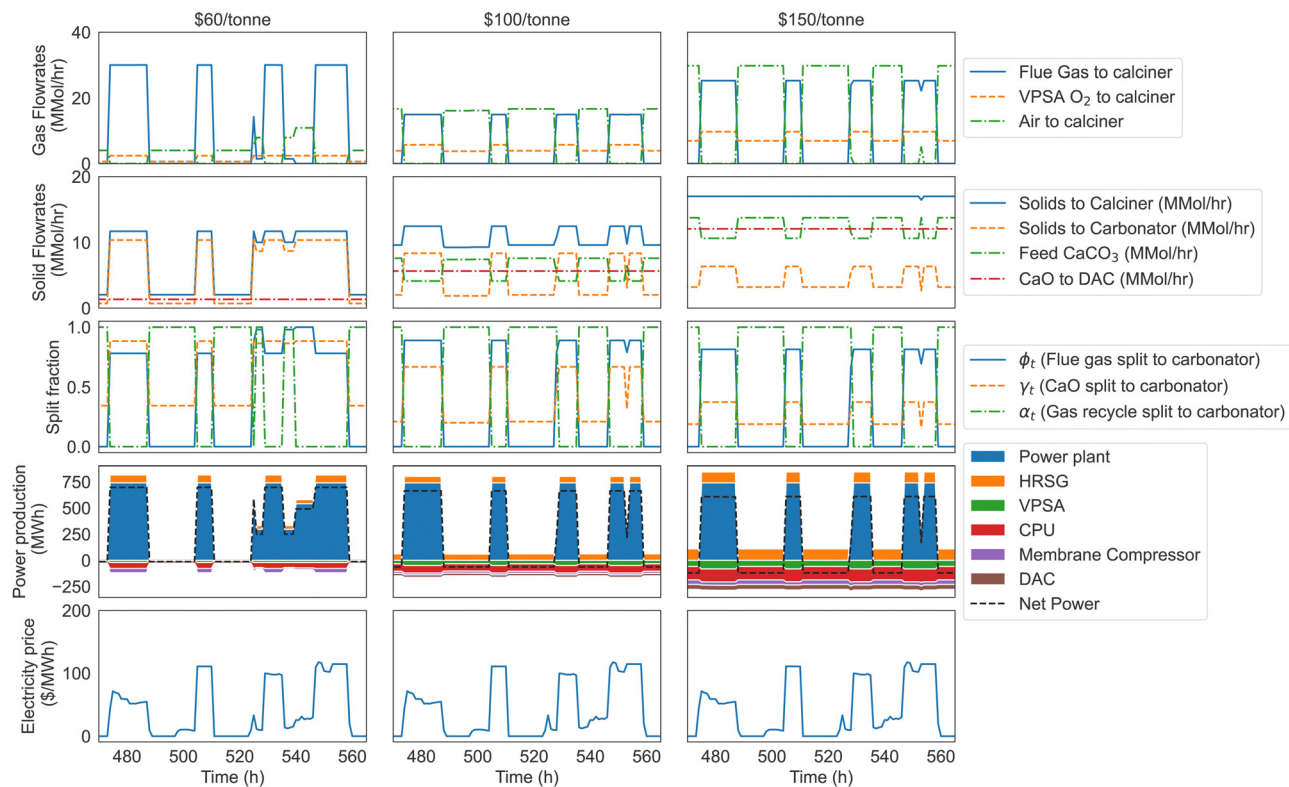 $60/tonne
$100/tonne
$150/tonne
Gas Flowrates
(MMol/hr)
40
20
0
Flue Gas to calciner
VPSA O₂ to calciner
Air to calciner
Solid Flowrates
(MMol/hr)
20
10
0
Solids to Calciner (MMol/hr)
Solids to Carbonator (MMol/hr)
Feed CaCO₃ (MMol/hr)
CaO to DAC (MMol/hr)
Split fraction
1.0
0.5
0.0
ϕₜ (Flue gas split to carbonator)
γₜ (CaO split to carbonator)
αₜ (Gas recycle split to carbonator)
Power production
(MWh)
750
500
250
0
−250
Power plant
HRSG
VPSA
CPU
Membrane Compressor
DAC
Net Power
Electricity price
($/MWh)
200
100
0
480 500 520 540 560
480 500 520 540 560
480 500 520 540 560
Time (h)
Time (h)
Time (h)